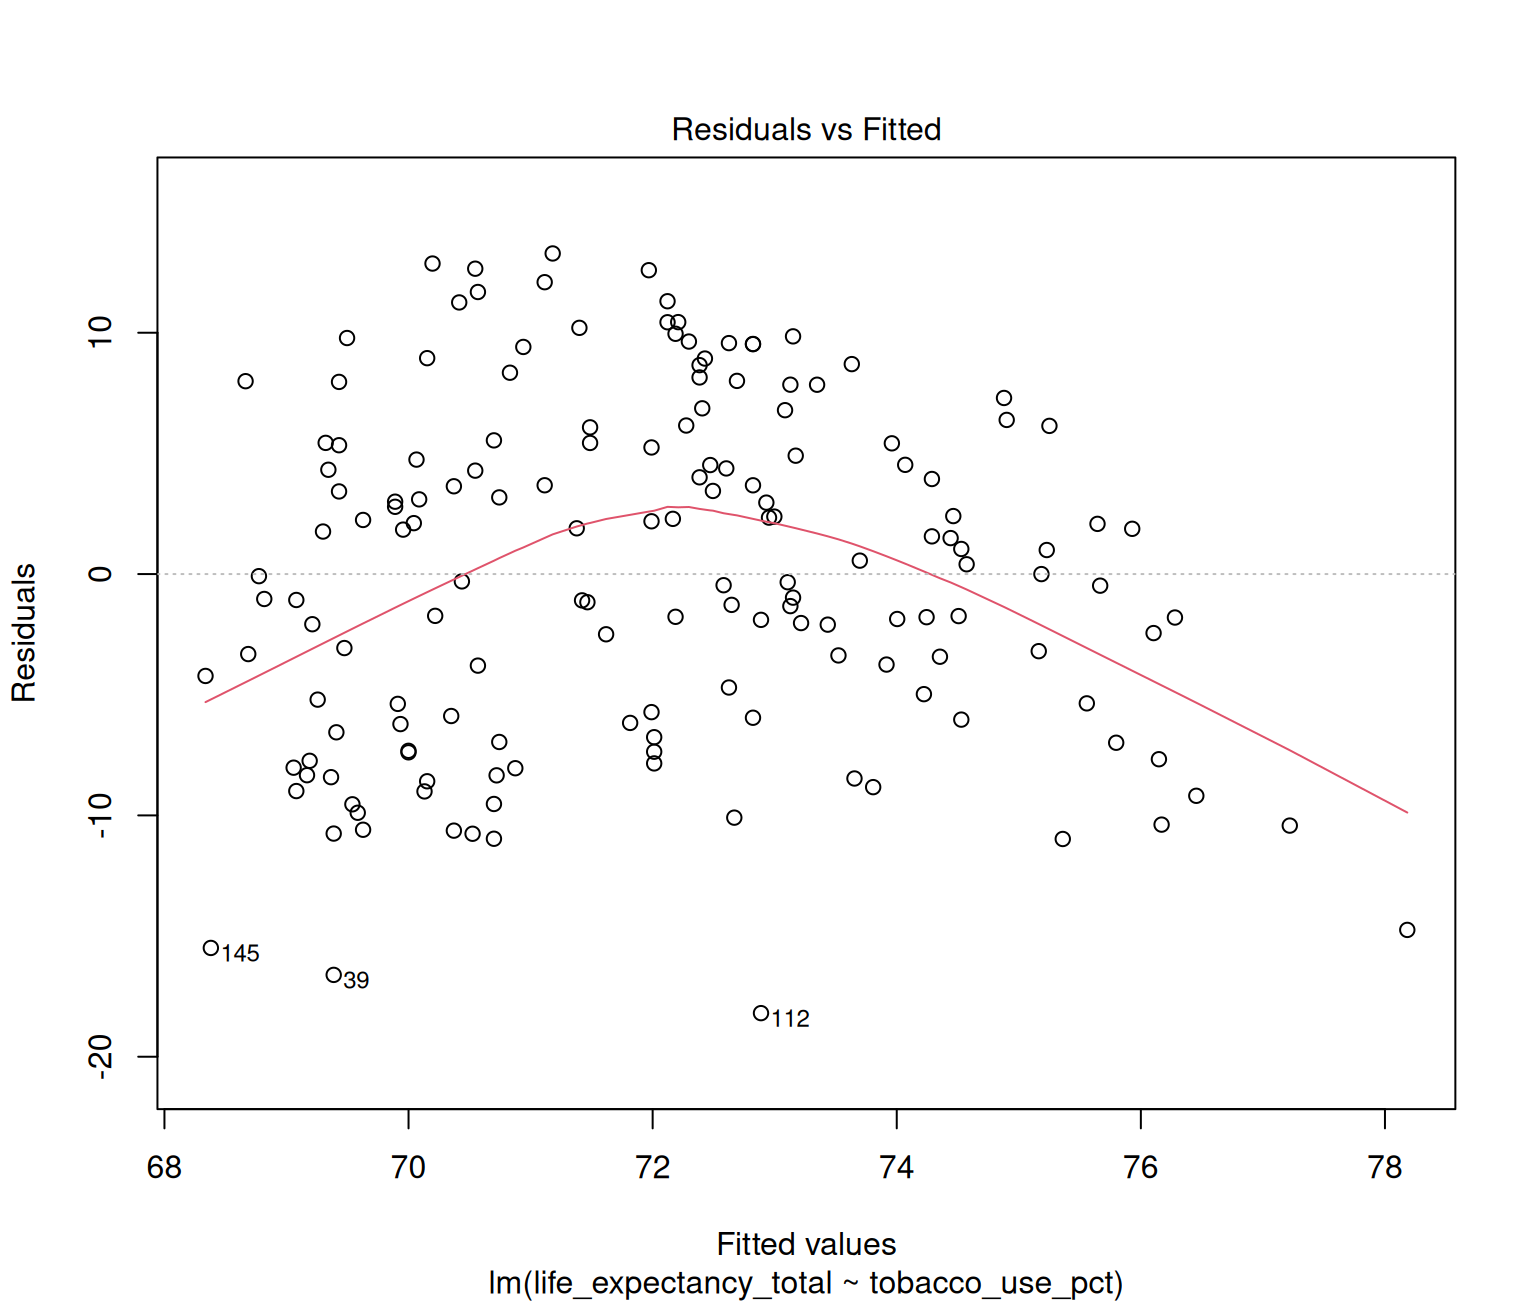 Residuals vs Fitted
Residuals
10
0
-10
-20
145
39
112
68 70 72 74 76 78
Fitted values
lm(life_expectancy_total ~ tobacco_use_pct)